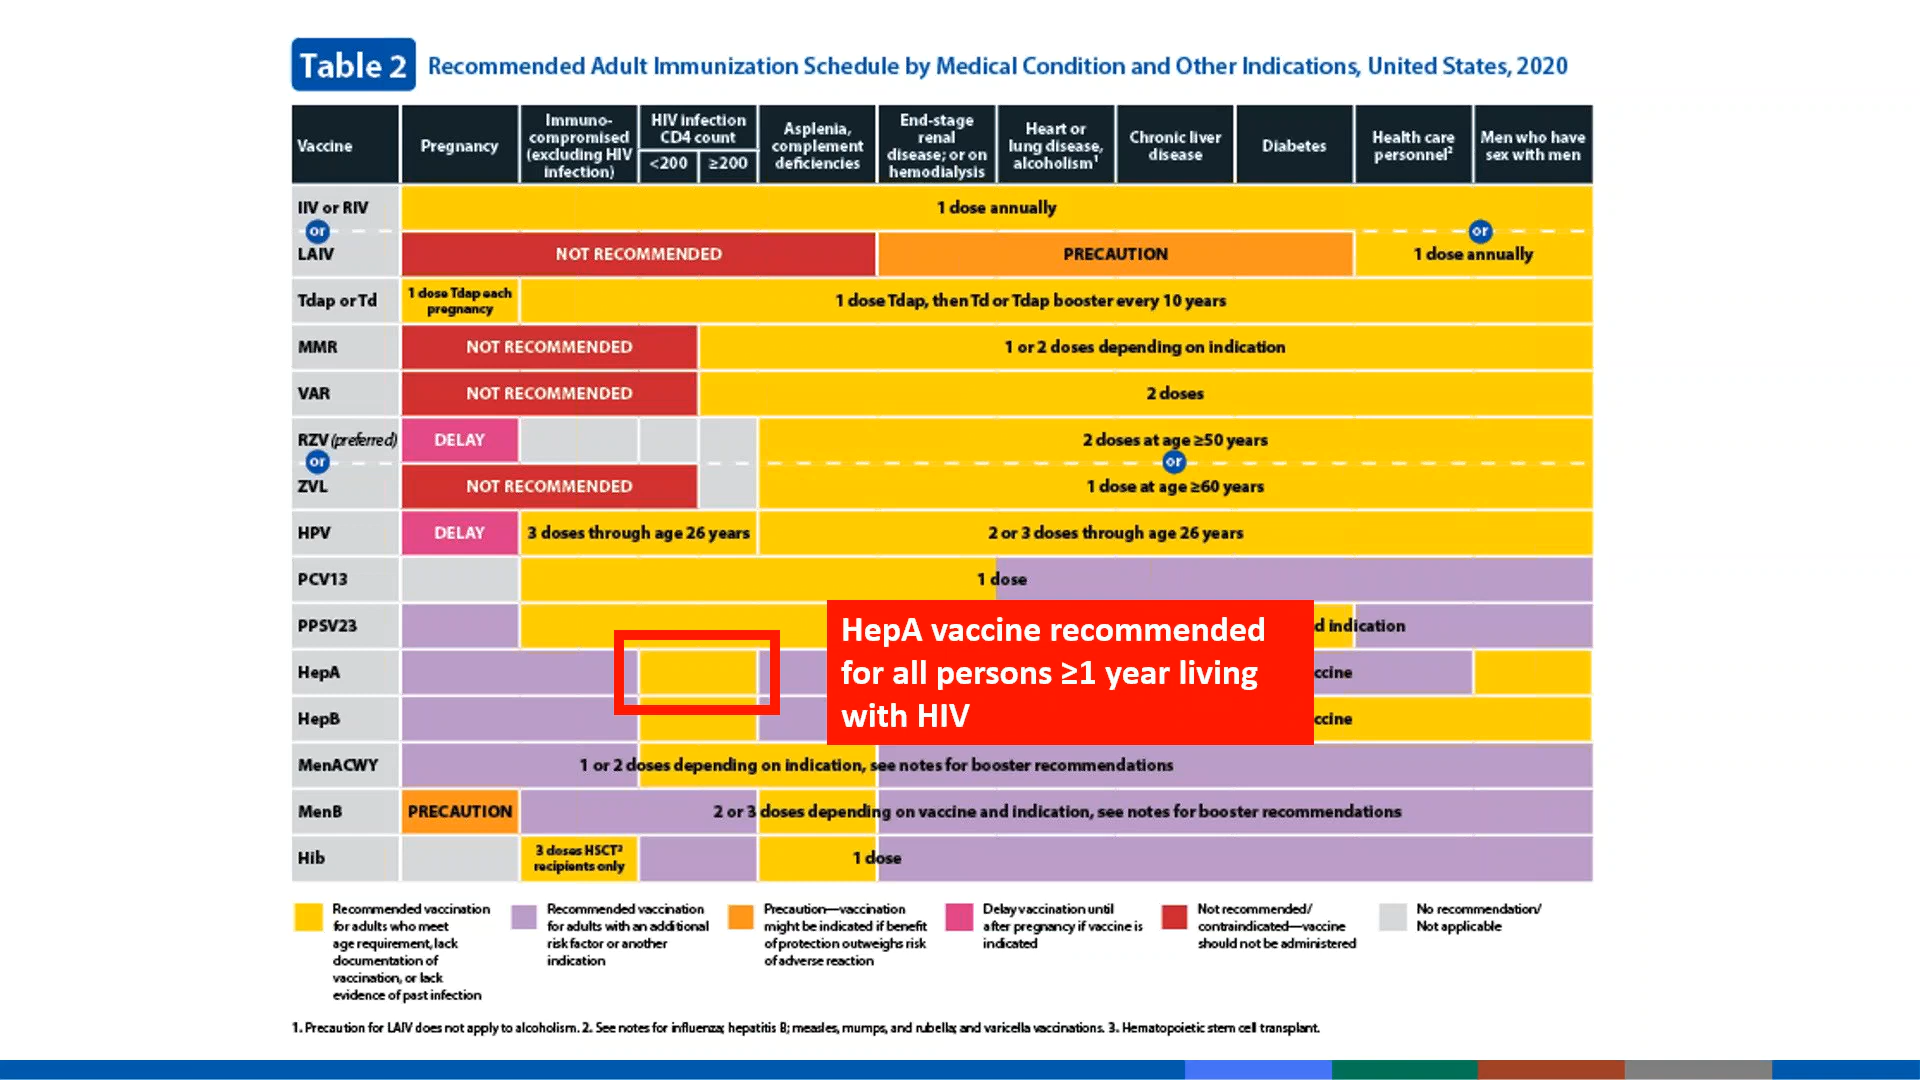 Table 2 Recommended Adult Immunization Schedule by Medical Condition and Other Indications, United States, 2020
Vaccine
Pregnancy
Immuno-
compromised
(excluding HIV
infection)
HIV infection
CD4 count
<200
≥200
Asplenia,
complement
deficiencies
End-stage
renal
disease; or on
hemodialysis
Heart or
lung disease,
alcoholism¹
Chronic liver
disease
Diabetes
Health care
personnel²
Men who have
sex with men
IIV or RIV
1 dose annually
or
or
LAIV
NOT RECOMMENDED
PRECAUTION
1 dose annually
Tdap or Td
1 dose Tdap each
pregnancy
1 dose Tdap, then Td or Tdap booster every 10 years
MMR
NOT RECOMMENDED
1 or 2 doses depending on indication
VAR
NOT RECOMMENDED
2 doses
RZV (preferred)
DELAY
2 doses at age ≥50 years
or
or
ZVL
NOT RECOMMENDED
1 dose at age ≥60 years
HPV
DELAY
3 doses through age 26 years
2 or 3 doses through age 26 years
PCV13
1 dose
PPSV23
d indication
HepA
ccine
HepB
ccine
HepA vaccine recommended
for all persons ≥1 year living
with HIV
MenACWY
1 or 2 doses depending on indication, see notes for booster recommendations
MenB
PRECAUTION
2 or 3 doses depending on vaccine and indication, see notes for booster recommendations
Hib
3 doses HSCT³
recipients only
1 dose
Recommended vaccination
for adults who meet
age requirement, lack
documentation of
vaccination, or lack
evidence of past infection
Recommended vaccination
for adults with an additional
risk factor or another
indication
Precaution—vaccination
might be indicated if benefit
of protection outweighs risk
of adverse reaction
Delay vaccination until
after pregnancy if vaccine is
indicated
Not recommended/
contraindicated—vaccine
should not be administered
No recommendation/
Not applicable
1. Precaution for LAIV does not apply to alcoholism. 2. See notes for influenza; hepatitis B; measles, mumps, and rubella; and varicella vaccinations. 3. Hematopoietic stem cell transplant.